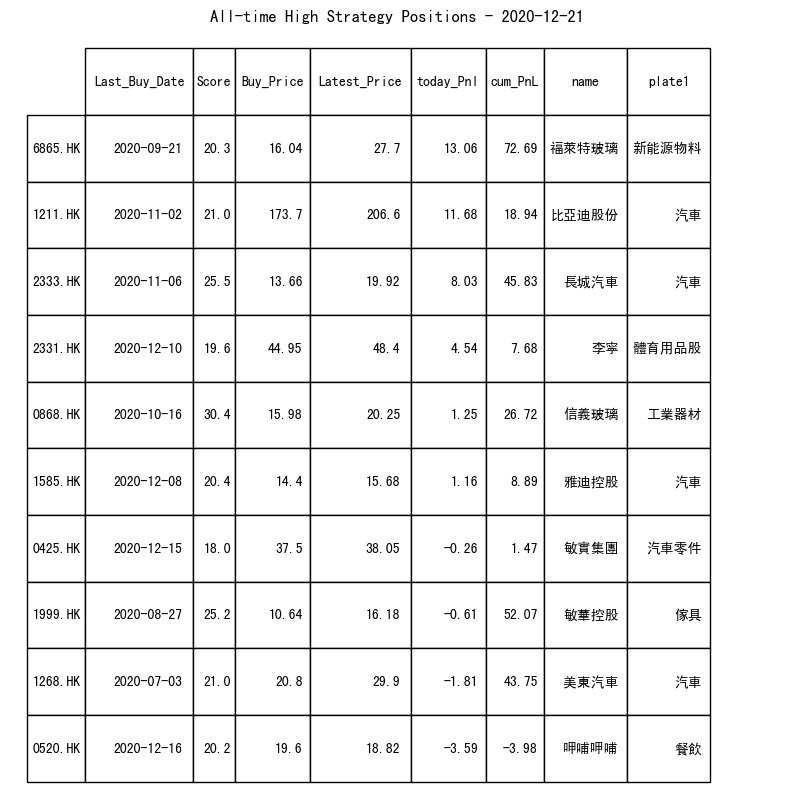 All-time High Strategy Positions - 2020-12-21
Last_Buy_Date Score Buy_Price Latest_Price today_Pnl cum_PnL name plate1
6865.HK 2020-09-21 20.3 16.04 27.7 13.06 72.69 福萊特玻璃 新能源物料
1211.HK 2020-11-02 21.0 173.7 206.6 11.68 18.94 比亞迪股份 汽車
2333.HK 2020-11-06 25.5 13.66 19.92 8.03 45.83 長城汽車 汽車
2331.HK 2020-12-10 19.6 44.95 48.4 4.54 7.68 李寧 體育用品股
0868.HK 2020-10-16 30.4 15.98 20.25 1.25 26.72 信義玻璃 工業器材
1585.HK 2020-12-08 20.4 14.4 15.68 1.16 8.89 雅迪控股 汽車
0425.HK 2020-12-15 18.0 37.5 38.05 -0.26 1.47 敏實集團 汽車零件
1999.HK 2020-08-27 25.2 10.64 16.18 -0.61 52.07 敏華控股 傢具
1268.HK 2020-07-03 21.0 20.8 29.9 -1.81 43.75 美東汽車 汽車
0520.HK 2020-12-16 20.2 19.6 18.82 -3.59 -3.98 呷哺呷哺 餐飲